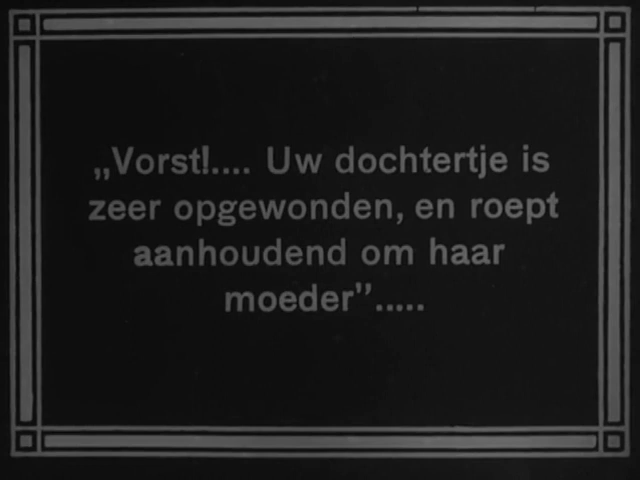 „Vorst!.... Uw dochtertje is
zeer opgewonden, en roept
aanhoudend om haar
moeder”.....